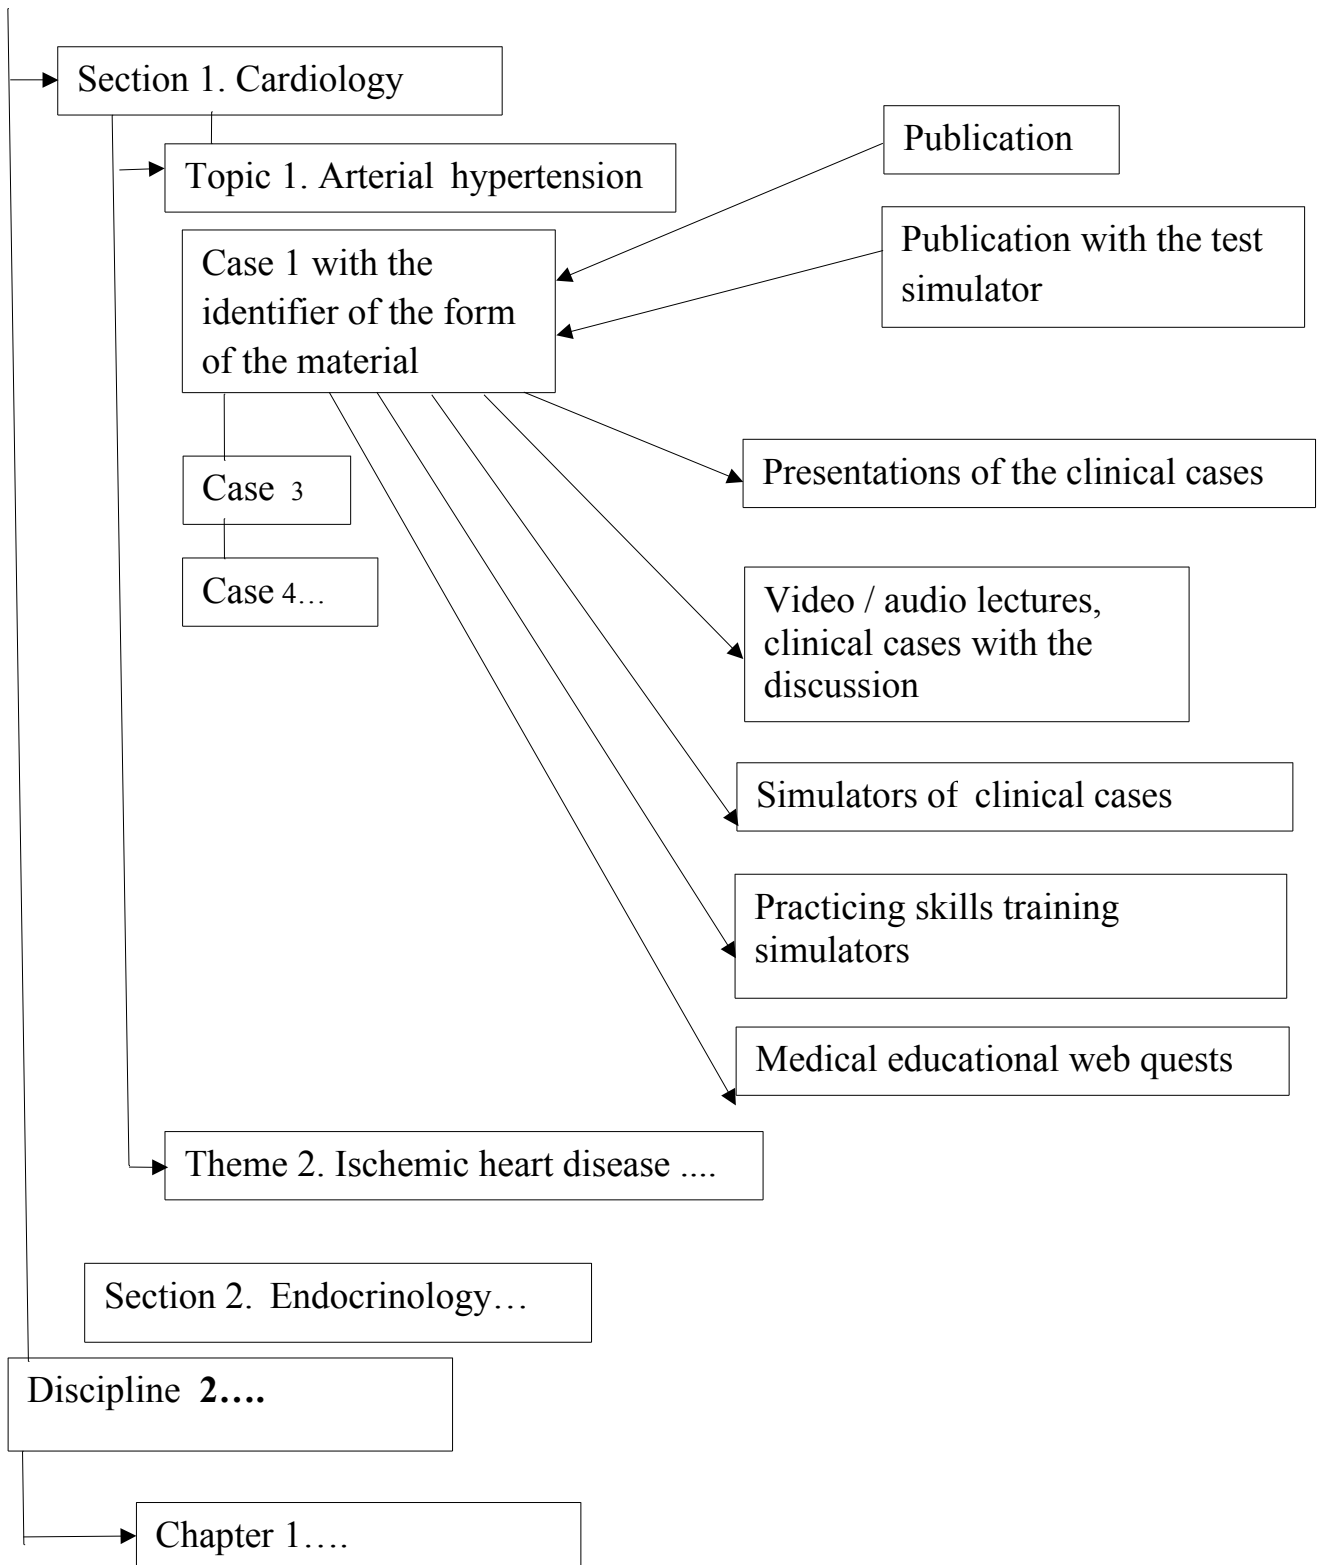 Section 1. Cardiology
Publication
Topic 1. Arterial hypertension
Publication with the test
simulator
Case 1 with the
identifier of the form
of the material
Presentations of the clinical cases
Case 3
Case 4...
Video / audio lectures,
clinical cases with the
discussion
Simulators of clinical cases
Practicing skills training
simulators
Medical educational web quests
Theme 2. Ischemic heart disease ....
Section 2. Endocrinology…
Discipline 2….
Chapter 1….